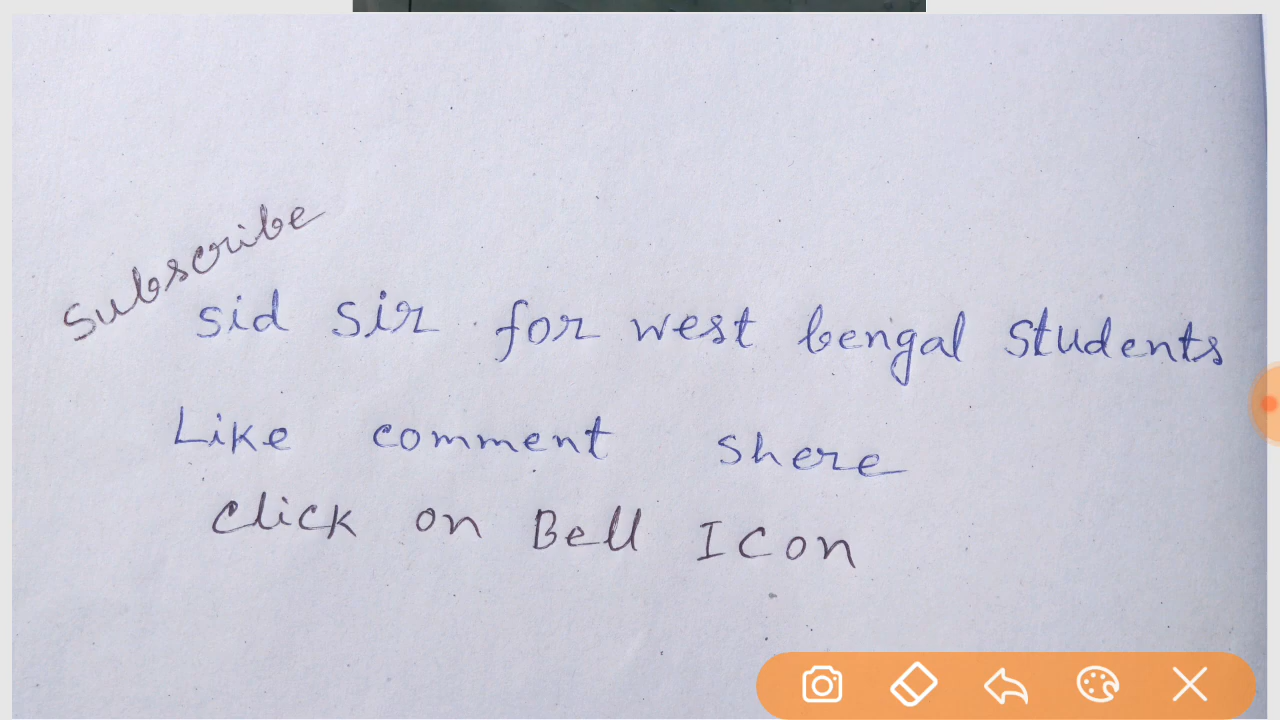 Subscribe
sid sir for west bengal students
Like comment shere
click on Bell Icon